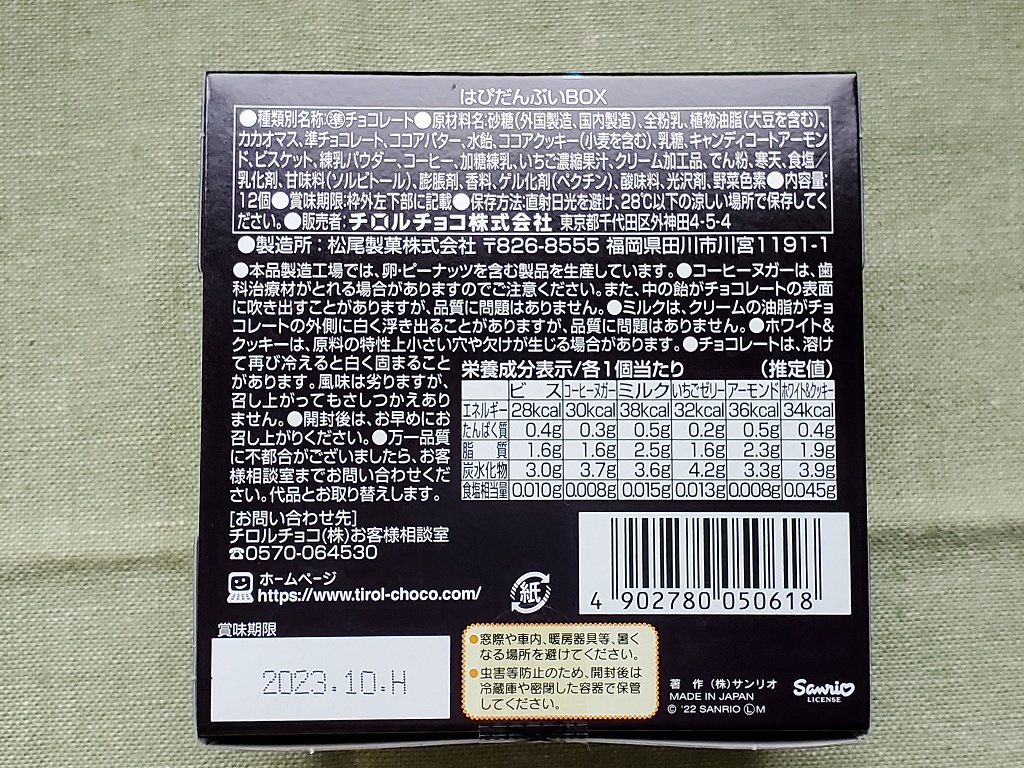 はぴだんぶいBOX
●種類別名称:準チョコレート●原材料名:砂糖(外国製造、国内製造)、全粉乳、植物油脂(大豆を含む)、
カカオマス、準チョコレート、ココアバター、水飴、ココアクッキー(小麦を含む)、乳糖、キャンディコートアーモン
ド、ビスケット、練乳パウダー、コーヒー、加糖練乳、いちご濃縮果汁、クリーム加工品、でん粉、寒天、食塩/
乳化剤、甘味料(ソルビトール)、膨脹剤、香料、ゲル化剤(ペクチン)、酸味料、光沢剤、野菜色素●内容量:
12個●賞味期限:枠外左下部に記載●保存方法:直射日光を避け、28℃以下の涼しい場所で保存してく
ださい。●販売者:チロルチョコ株式会社 東京都千代田区外神田4-5-4
●製造所:松尾製菓株式会社 〒826-8555 福岡県田川市川宮1191-1
●本品製造工場では、卵・ピーナッツを含む製品を生産しています。●コーヒーヌガーは、歯
科治療材がとれる場合がありますのでご注意ください。また、中の飴がチョコレートの表面
に吹き出すことがありますが、品質に問題はありません。●ミルクは、クリームの油脂がチョ
コレートの外側に白く浮き出ることがありますが、品質に問題はありません。●ホワイト&
クッキーは、原料の特性上小さい穴や欠けが生じる場合があります。●チョコレートは、溶け
て再び冷えると白く固まること
があります。風味は劣りますが、
召し上がってもさしつかえあり
ません。●開封後は、お早めにお
召し上がりください。●万一品質
に不都合がございましたら、お客
様相談室までお問い合わせくだ
さい。代品とお取り替えします。
栄養成分表示/各1個当たり (推定値)
ビス コーヒーヌガー ミルク いちごゼリー アーモンド ホワイト&クッキー
エネルギー 28kcal 30kcal 38kcal 32kcal 36kcal 34kcal
たんぱく質 0.4g 0.3g 0.5g 0.2g 0.5g 0.4g
脂質 1.6g 1.6g 2.5g 1.6g 2.3g 1.9g
炭水化物 3.0g 3.7g 3.6g 4.2g 3.3g 3.9g
食塩相当量 0.010g 0.008g 0.015g 0.013g 0.008g 0.045g
[お問い合わせ先]
チロルチョコ(株)お客様相談室
☎0570-064530
ホームページ
https://www.tirol-choco.com/
紙
4 902780 050618
賞味期限
2023.10.H
●窓際や車内、暖房器具等、暑く
なる場所を避けてください。
●虫害等防止のため、開封後は
冷蔵庫や密閉した容器で保管
してください。
著作(株)サンリオ
MADE IN JAPAN
© '22 SANRIO Ⓛ M
Sanrio
LICENSE